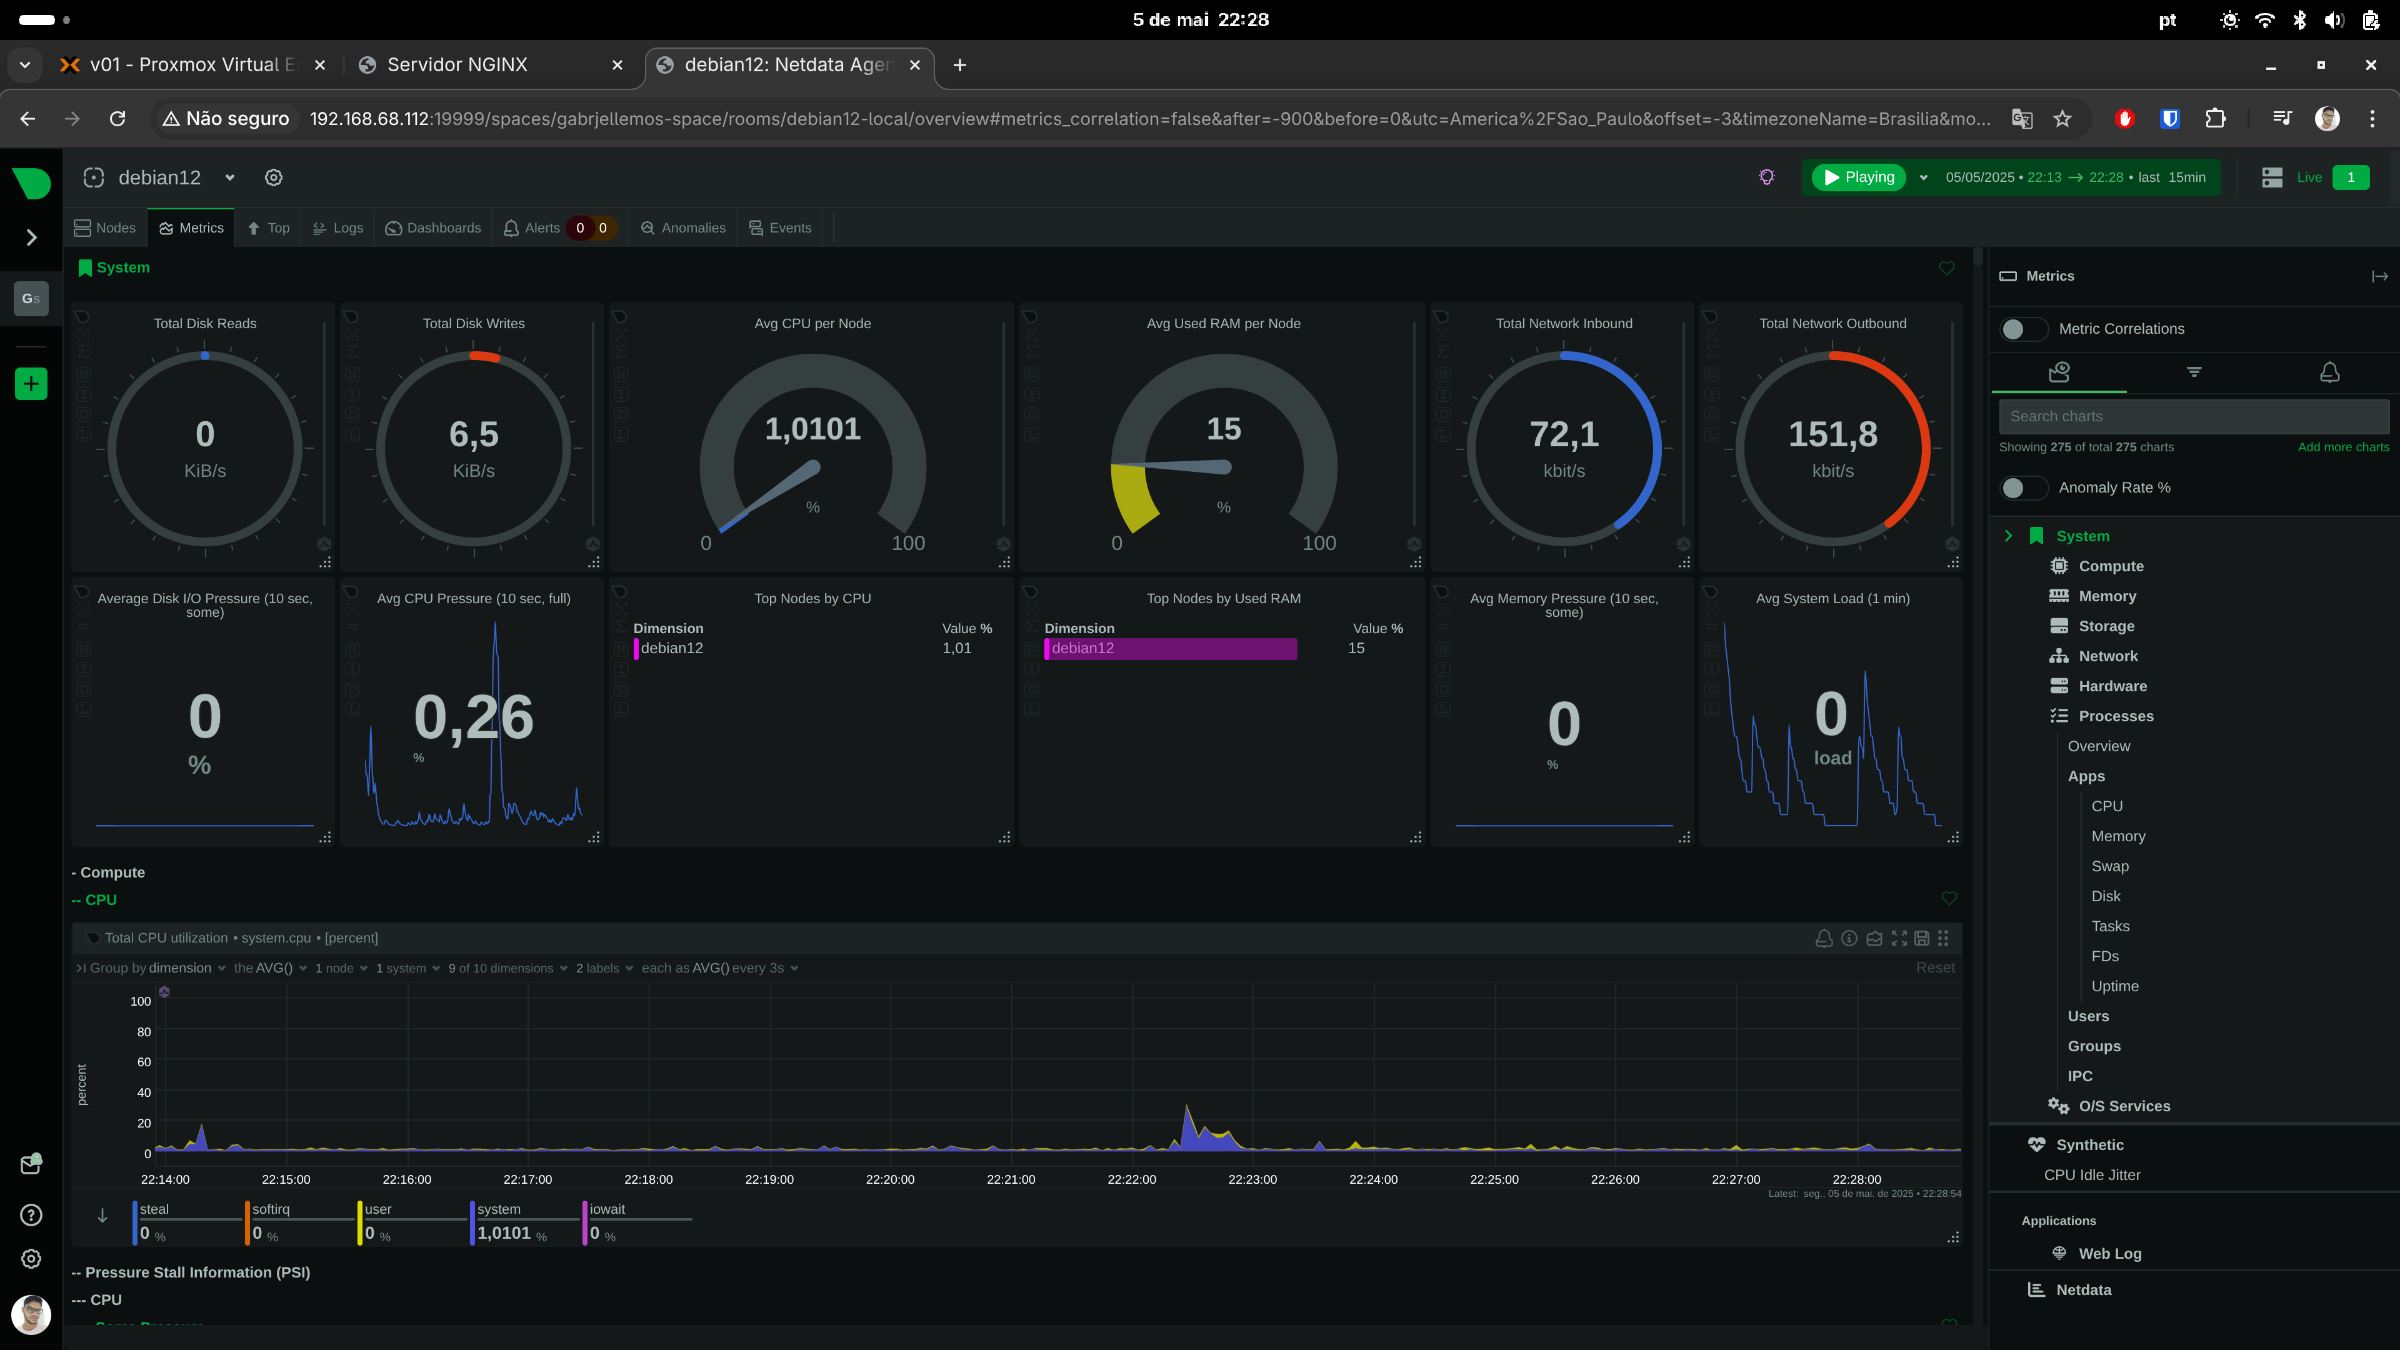 5 de mai 22:28
pt
v01 - Proxmox Virtual E
Servidor NGINX
debian12: Netdata Agen
Não seguro
192.168.68.112:19999/spaces/gabrjellemos-space/rooms/debian12-local/overview#metrics_correlation=false&after=-900&before=0&utc=America%2FSao_Paulo&offset=-3&timezoneName=Brasilia&mo...
debian12
Playing
05/05/2025 • 22:13 → 22:28 • last 15min
Live 1
Nodes
Metrics
Top
Logs
Dashboards
Alerts 0 0
Anomalies
Events
Gs
System
Total Disk Reads
0
KiB/s
Total Disk Writes
6,5
KiB/s
Avg CPU per Node
1,0101
%
0 100
Avg Used RAM per Node
15
%
0 100
Total Network Inbound
72,1
kbit/s
Total Network Outbound
151,8
kbit/s
Average Disk I/O Pressure (10 sec,
some)
0
%
Avg CPU Pressure (10 sec, full)
0,26
%
Top Nodes by CPU
Dimension Value %
debian12 1,01
Top Nodes by Used RAM
Dimension Value %
debian12 15
Avg Memory Pressure (10 sec,
some)
0
%
Avg System Load (1 min)
0
load
- Compute
-- CPU
Total CPU utilization • system.cpu • [percent]
Group by dimension the AVG() 1 node 1 system 9 of 10 dimensions 2 labels each as AVG() every 3s Reset
percent
100
80
60
40
20
0
22:14:00 22:15:00 22:16:00 22:17:00 22:18:00 22:19:00 22:20:00 22:21:00 22:22:00 22:23:00 22:24:00 22:25:00 22:26:00 22:27:00 22:28:00
Latest: seg., 05 de mai. de 2025 • 22:28:54
steal softirq user system iowait
0 % 0 % 0 % 1,0101 % 0 %
-- Pressure Stall Information (PSI)
--- CPU
Metrics
Metric Correlations
Search charts
Showing 275 of total 275 charts
Add more charts
Anomaly Rate %
System
Compute
Memory
Storage
Network
Hardware
Processes
Overview
Apps
CPU
Memory
Swap
Disk
Tasks
FDs
Uptime
Users
Groups
IPC
O/S Services
Synthetic
CPU Idle Jitter
Applications
Web Log
Netdata